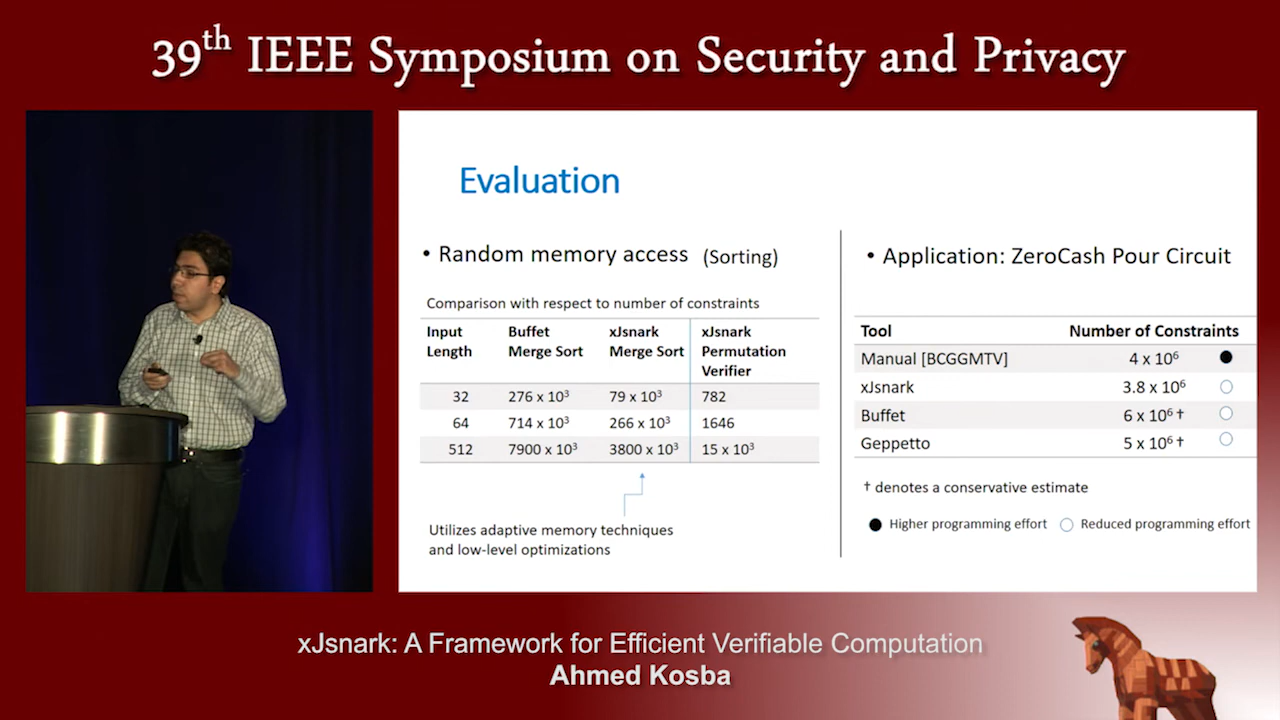 39th IEEE Symposium on Security and Privacy
Evaluation
• Random memory access (Sorting)
Comparison with respect to number of constraints
Input Length | Buffet Merge Sort | xJsnark Merge Sort | xJsnark Permutation Verifier
32 | 276 x 10³ | 79 x 10³ | 782
64 | 714 x 10³ | 266 x 10³ | 1646
512 | 7900 x 10³ | 3800 x 10³ | 15 x 10³
Utilizes adaptive memory techniques
and low-level optimizations
• Application: ZeroCash Pour Circuit
Tool | Number of Constraints
Manual [BCGGMTV] | 4 x 10⁶ ●
xJsnark | 3.8 x 10⁶ ○
Buffet | 6 x 10⁶ † ○
Geppetto | 5 x 10⁶ † ○
† denotes a conservative estimate
● Higher programming effort ○ Reduced programming effort
xJsnark: A Framework for Efficient Verifiable Computation
Ahmed Kosba